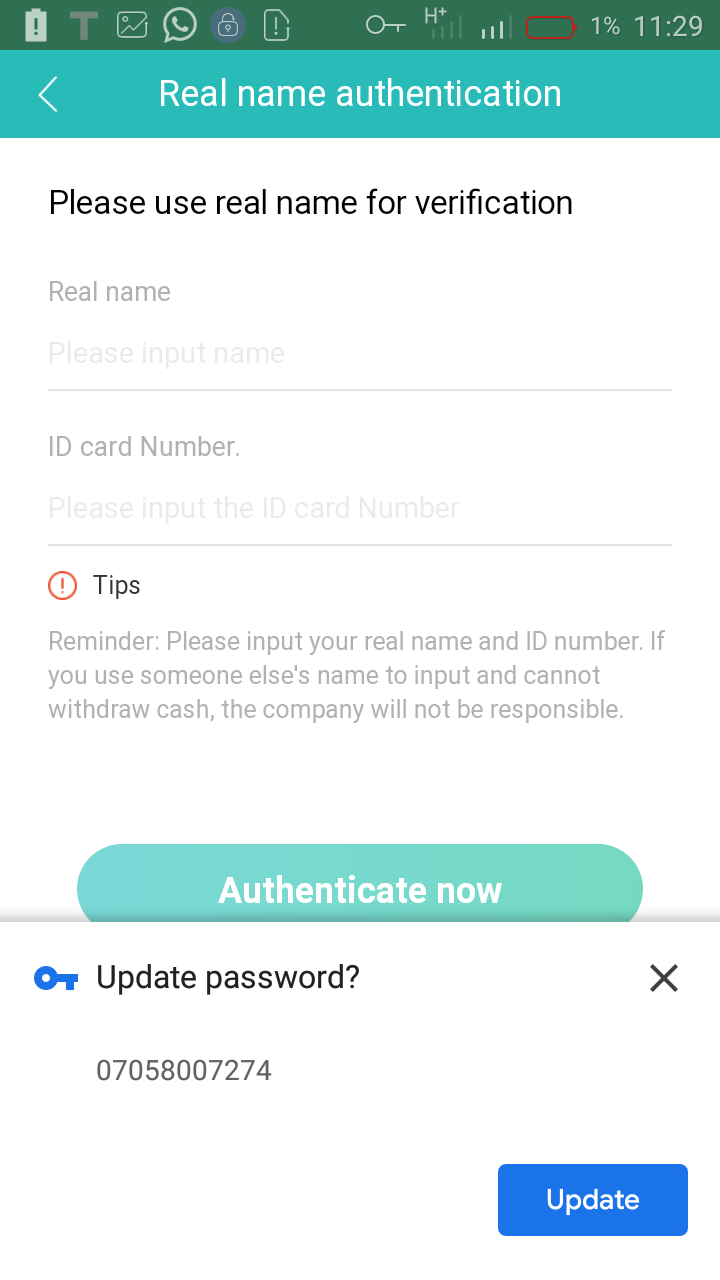 H+ 1% 11:29
Real name authentication
Please use real name for verification
Real name
Please input name
ID card Number.
Please input the ID card Number
Tips
Reminder: Please input your real name and ID number. If
you use someone else's name to input and cannot
withdraw cash, the company will not be responsible.
Authenticate now
Update password?
07058007274
Update